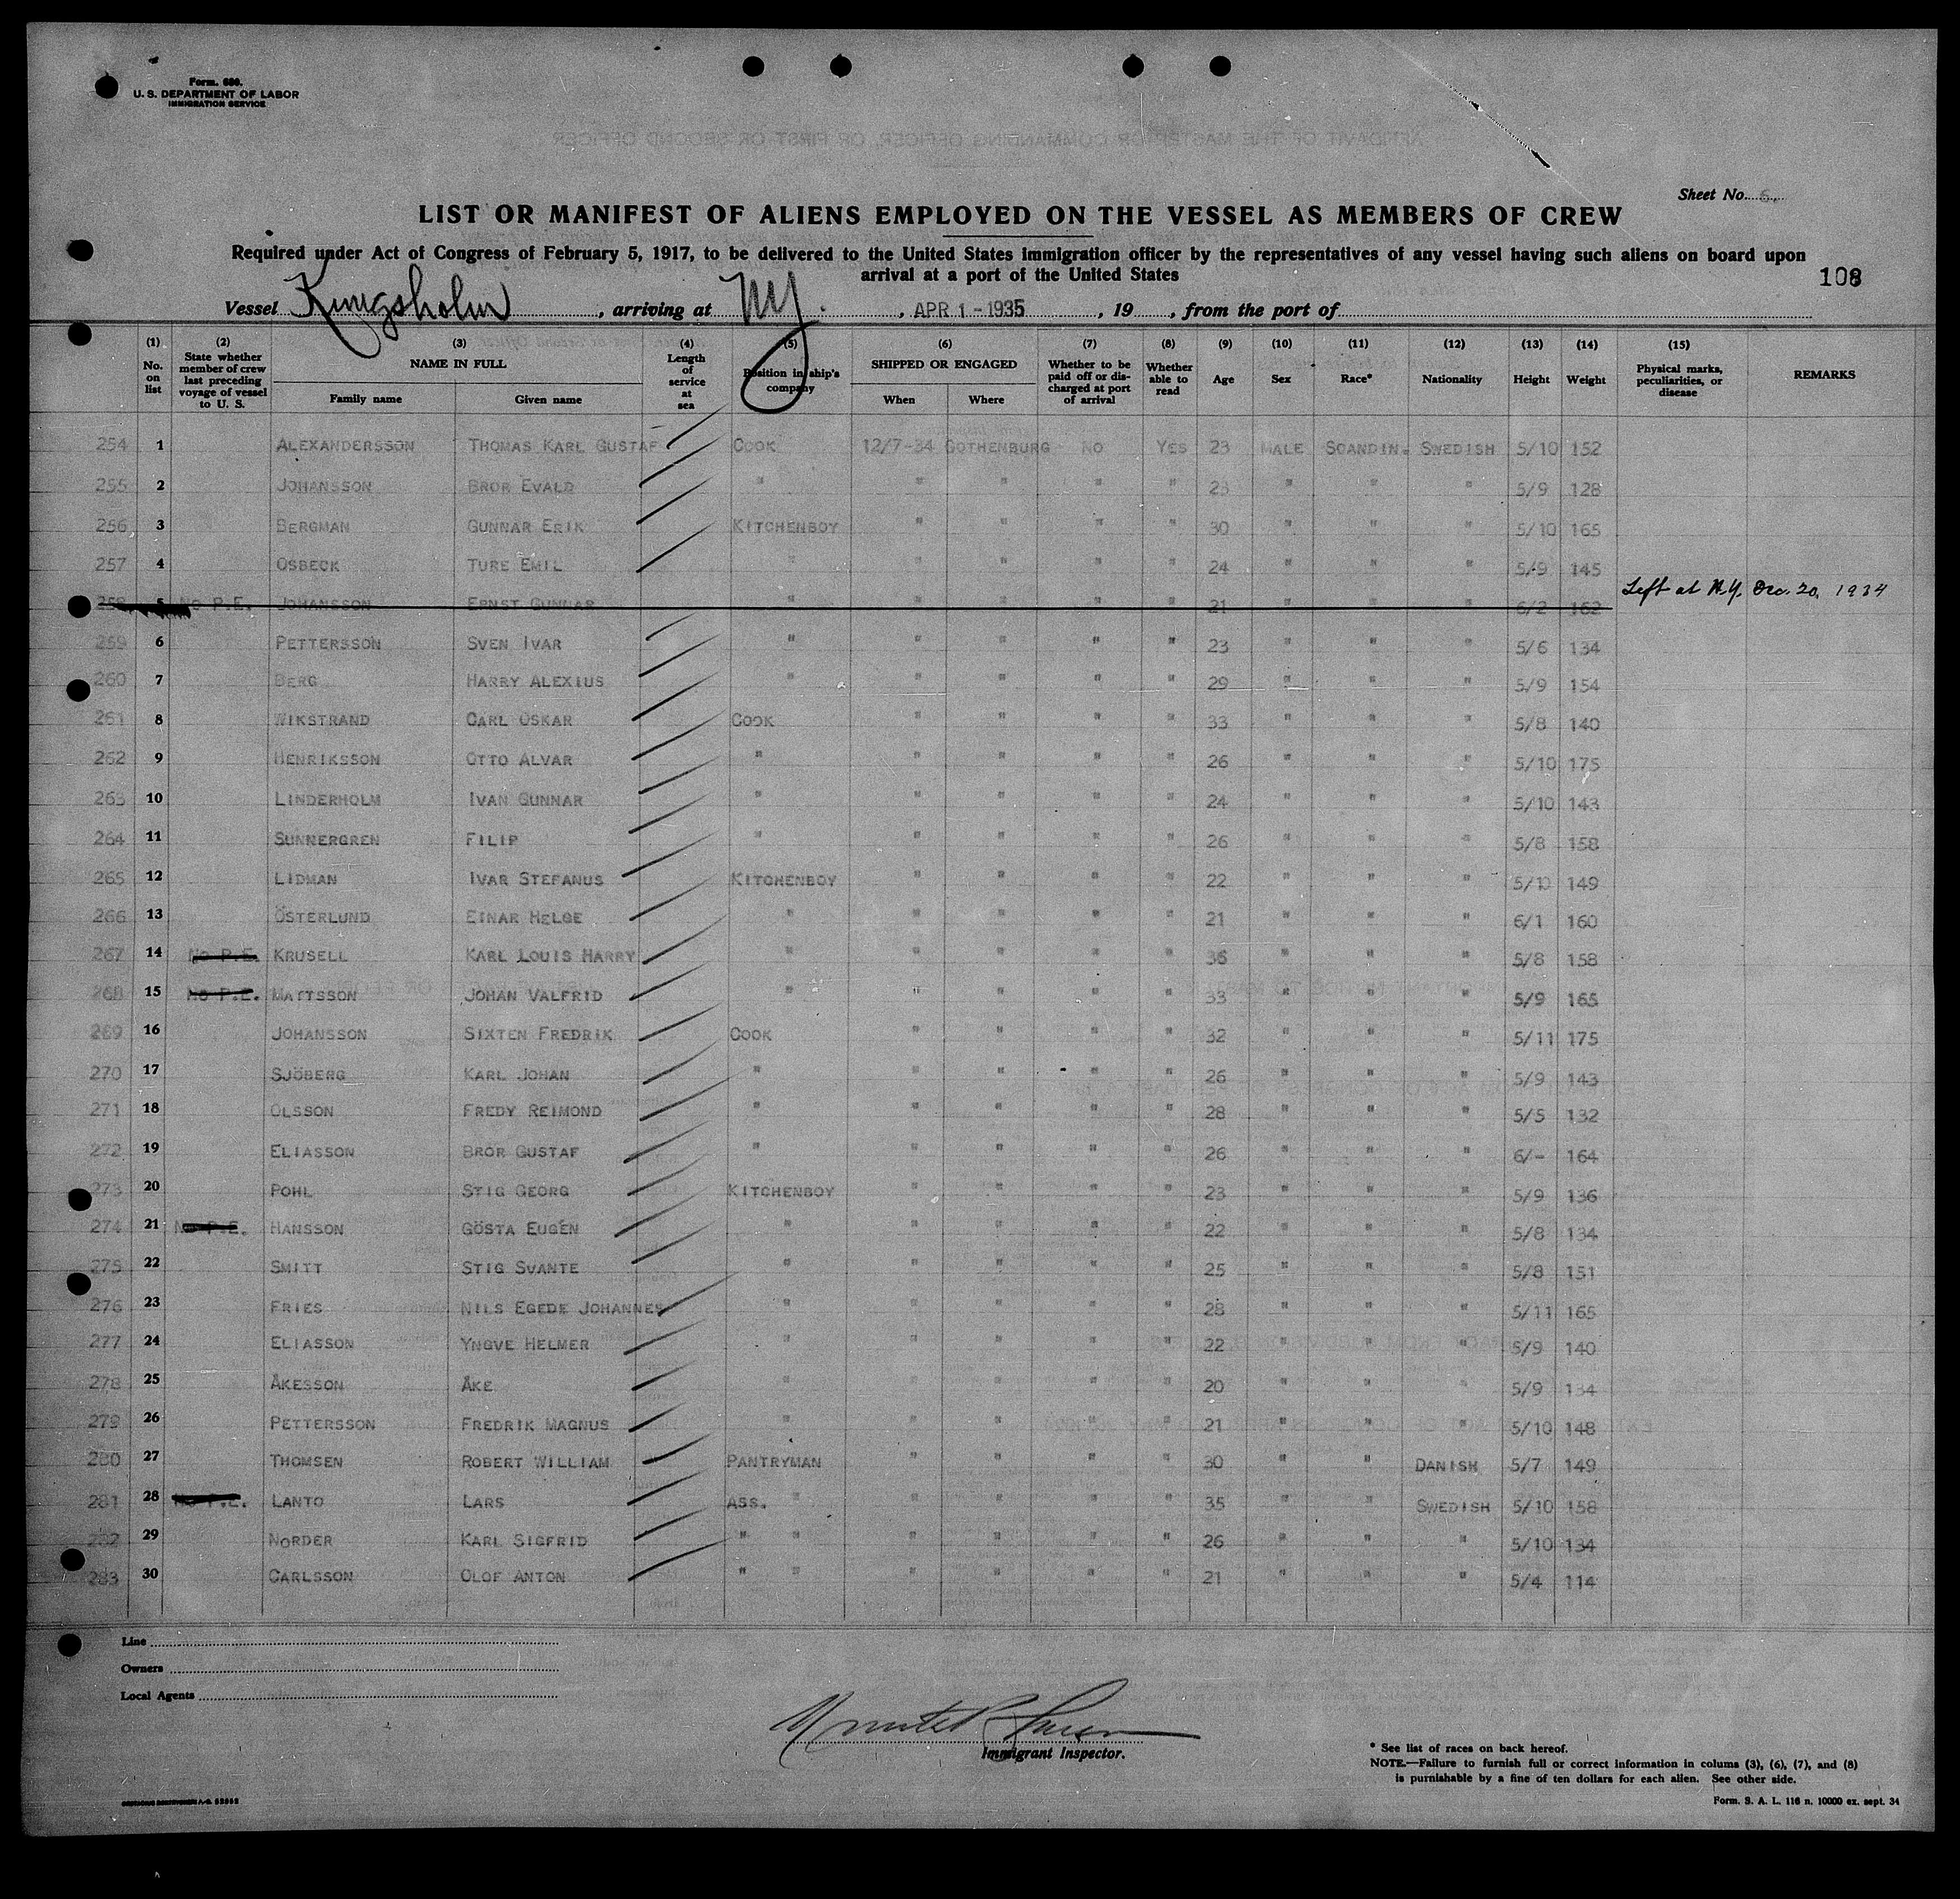 Form. 680.
U. S. DEPARTMENT OF LABOR
IMMIGRATION SERVICE
Sheet No.
LIST OR MANIFEST OF ALIENS EMPLOYED ON THE VESSEL AS MEMBERS OF CREW
Required under Act of Congress of February 5, 1917, to be delivered to the United States immigration officer by the representatives of any vessel having such aliens on board upon
arrival at a port of the United States
108
Vessel Kungsholm, arriving at NY., APR 1 - 1935, 19 , from the port of
(1) No. on list (2) State whether member of crew last preceding voyage of vessel to U. S. (3) NAME IN FULL Family name Given name (4) Length of service at sea (5) Position in ship's company (6) SHIPPED OR ENGAGED When Where (7) Whether to be paid off or discharged at port of arrival (8) Whether able to read (9) Age (10) Sex (11) Race* (12) Nationality (13) Height (14) Weight (15) Physical marks, peculiarities, or disease REMARKS
254 1 ALEXANDERSSON THOMAS KARL GUSTAF COOK 12/7-34 GOTHENBURG NO YES 23 MALE SCANDIN. SWEDISH 5/10 152
255 2 JOHANSSON BROR EVALD " " " " " 23 " " " 5/9 128
256 3 BERGMAN GUNNAR ERIK KITCHENBOY " " " " 30 " " " 5/10 165
257 4 OSBECK TURE EMIL " " " " " 24 " " " 5/9 145
258 5 No P.E. JOHANSSON ERNST GUNNAR " " " " " 21 " " " 6/2 162 Left at N.Y. Dec. 20, 1934
259 6 PETTERSSON SVEN IVAR " " " " " 23 " " " 5/6 134
260 7 BERG HARRY ALEXIUS " " " " " 29 " " " 5/9 154
261 8 WIKSTRAND CARL OSKAR COOK " " " " 33 " " " 5/8 140
262 9 HENRIKSSON OTTO ALVAR " " " " " 26 " " " 5/10 175
263 10 LINDERHOLM IVAN GUNNAR " " " " " 24 " " " 5/10 143
264 11 SUNNERGREN FILIP " " " " " 26 " " " 5/8 158
265 12 LIDMAN IVAR STEFANUS KITCHENBOY " " " " 22 " " " 5/10 149
266 13 ÖSTERLUND EINAR HELGE " " " " " 21 " " " 6/1 160
267 14 No P.E. KRUSELL KARL LOUIS HARRY " " " " " 36 " " " 5/8 158
268 15 No P.E. MATTSSON JOHAN VALFRID " " " " " 33 " " " 5/9 165
269 16 JOHANSSON SIXTEN FREDRIK COOK " " " " 32 " " " 5/11 175
270 17 SJÖBERG KARL JOHAN " " " " " 26 " " " 5/9 143
271 18 OLSSON FREDY REIMOND " " " " " 28 " " " 5/5 132
272 19 ELIASSON BROR GUSTAF " " " " " 26 " " " 6/- 164
273 20 POHL STIG GEORG KITCHENBOY " " " " 23 " " " 5/9 136
274 21 No P.E. HANSSON GÖSTA EUGEN " " " " " 22 " " " 5/8 134
275 22 SMITT STIG SVANTE " " " " " 25 " " " 5/8 151
276 23 FRIES NILS EGEDE JOHANNES " " " " " 28 " " " 5/11 165
277 24 ELIASSON YNGVE HELMER " " " " " 22 " " " 5/9 140
278 25 ÅKESSON ÅKE " " " " " 20 " " " 5/9 134
279 26 PETTERSSON FREDRIK MAGNUS " " " " " 21 " " " 5/10 148
280 27 THOMSEN ROBERT WILLIAM PANTRYMAN " " " " 30 " " DANISH 5/7 149
281 28 No P.E. LANTO LARS ASS. " " " " " 35 " " SWEDISH 5/10 158
282 29 NORDER KARL SIGFRID " " " " " " 26 " " " 5/10 134
283 30 CARLSSON OLOF ANTON " " " " " " 21 " " " 5/4 114
Line
Owners
Local Agents
Immigrant Inspector.
* See list of races on back hereof.
NOTE.—Failure to furnish full or correct information in colums (3), (6), (7), and (8)
is purnishable by a fine of ten dollars for each alien. See other side.
Form. S. A. L. 116 n. 10000 ex. sept. 34